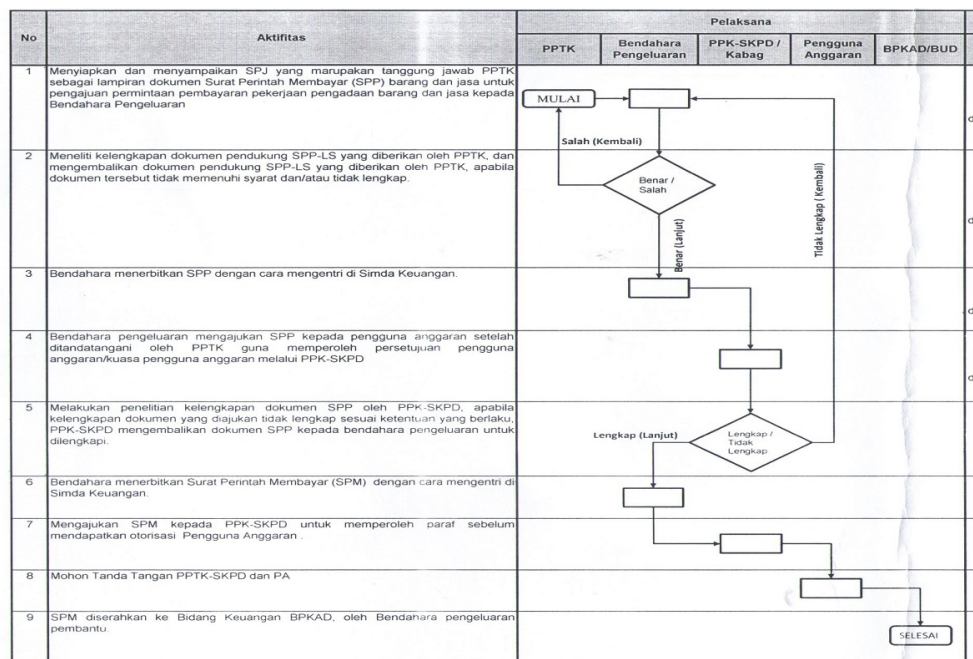 No
Aktifitas
Pelaksana
PPTK
Bendahara
Pengeluaran
PPK-SKPD /
Kabag
Pengguna
Anggaran
BPKAD/BUD
1
Menyiapkan dan menyampaikan SPJ yang marupakan tanggung jawab PPTK
sebagai lampiran dokumen Surat Perintah Membayar (SPP) barang dan jasa untuk
pengajuan permintaan pembayaran pekerjaan pengadaan barang dan jasa kepada
Bendahara Pengeluaran
MULAI
Salah (Kembali)
2
Meneliti kelengkapan dokumen pendukung SPP-LS yang diberikan oleh PPTK, dan
mengembalikan dokumen pendukung SPP-LS yang diberikan oleh PPTK, apabila
dokumen tersebut tidak memenuhi syarat dan/atau tidak lengkap.
Benar /
Salah
Benar (Lanjut)
Tidak Lengkap ( Kembali)
3
Bendahara menerbitkan SPP dengan cara mengentri di Simda Keuangan.
4
Bendahara pengeluaran mengajukan SPP kepada pengguna anggaran setelah
ditandatangani oleh PPTK guna memperoleh persetujuan pengguna
anggaran/kuasa pengguna anggaran melalui PPK-SKPD
5
Melakukan penelitian kelengkapan dokumen SPP oleh PPK-SKPD, apabila
kelengkapan dokumen yang diajukan tidak lengkap sesuai ketentuan yang berlaku,
PPK-SKPD mengembalikan dokumen SPP kepada bendahara pengeluaran untuk
dilengkapi.
Lengkap (Lanjut)
Lengkap /
Tidak
Lengkap
6
Bendahara menerbitkan Surat Perintah Membayar (SPM) dengan cara mengentri di
Simda Keuangan.
7
Mengajukan SPM kepada PPK-SKPD untuk memperoleh paraf sebelum
mendapatkan otorisasi Pengguna Anggaran .
8
Mohon Tanda Tangan PPTK-SKPD dan PA
9
SPM diserahkan ke Bidang Keuangan BPKAD, oleh Bendahara pengeluaran
pembantu.
SELESAI